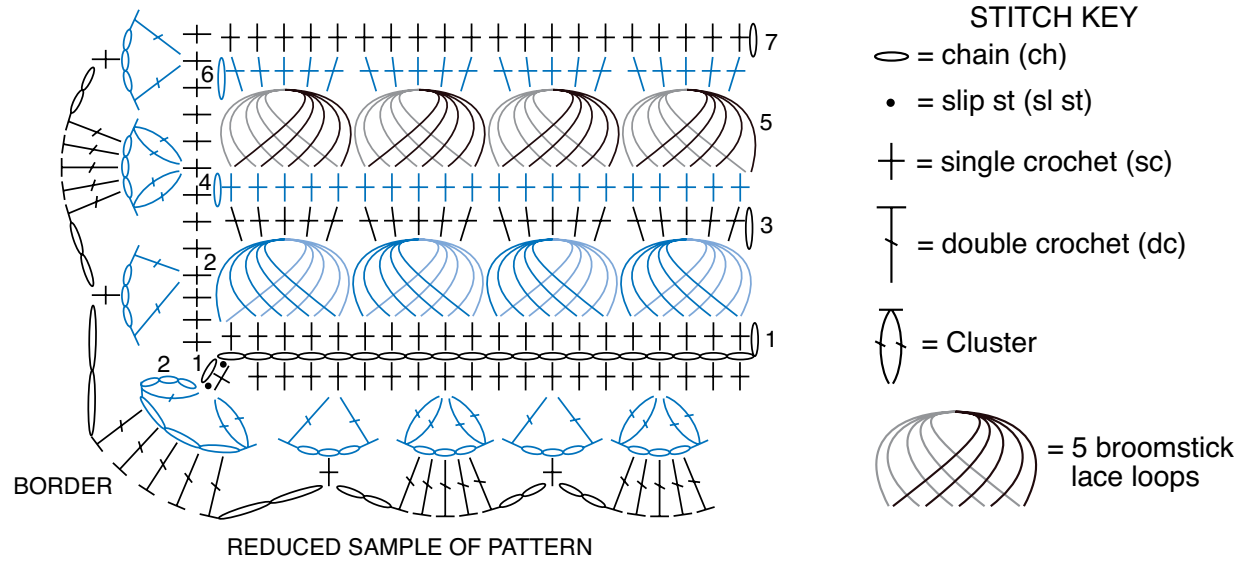 STITCH KEY
= chain (ch)
= slip st (sl st)
= single crochet (sc)
= double crochet (dc)
= Cluster
= 5 broomstick
lace loops
7
6
5
4
3
2
1
2 1
BORDER
REDUCED SAMPLE OF PATTERN